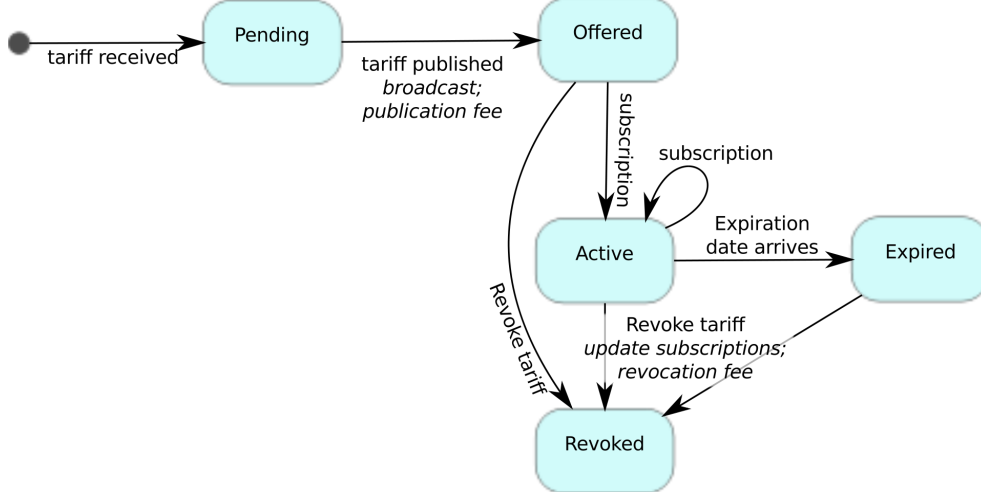 Pending
Offered
tariff received
tariff published
broadcast;
publication fee
subscription
subscription
Expiration
date arrives
Active
Expired
Revoke tariff
Revoke tariff
update subscriptions;
revocation fee
Revoked